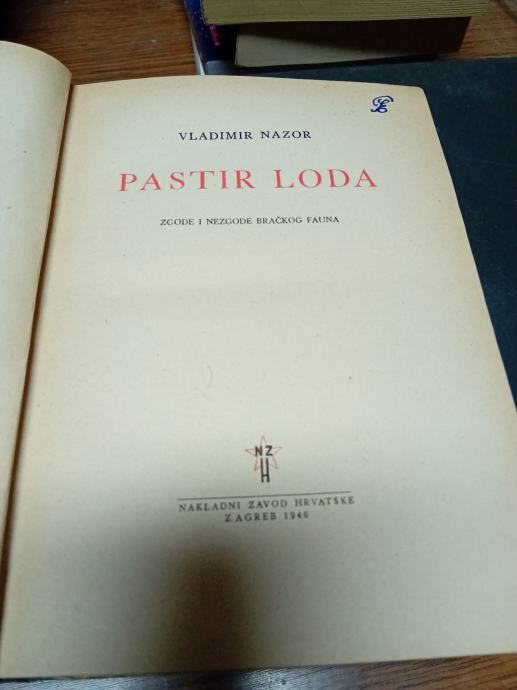 VLADIMIR NAZOR
PASTIR LODA
ZGODE I NEZGODE BRAČKOG FAUNA
NZ
H
NAKLADNI ZAVOD HRVATSKE
ZAGREB 1946